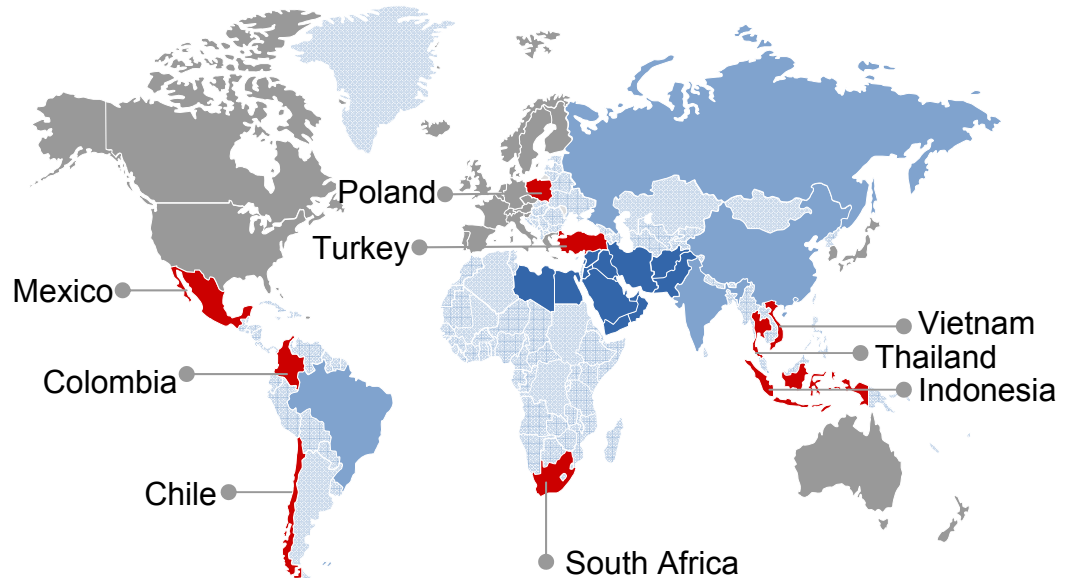 Poland
Turkey
Mexico
Vietnam
Thailand
Colombia
Indonesia
Chile
South Africa